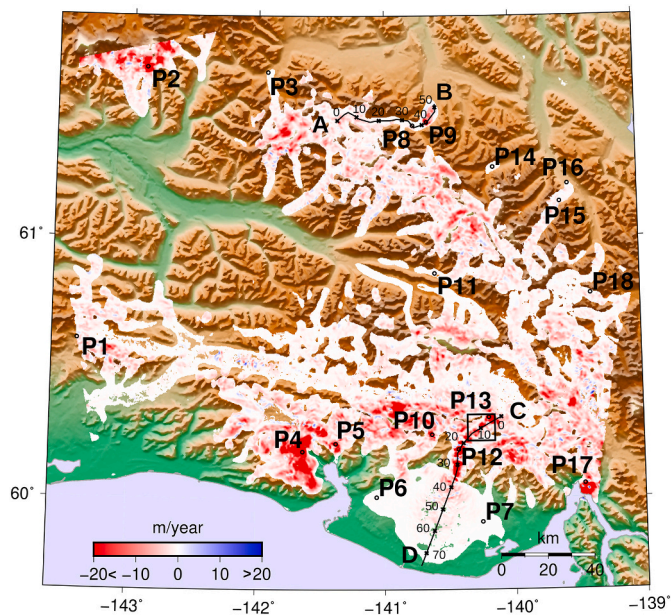 P2
P3
B
50
A
0
10
20
30
40
P8
P9
P14
P16
P15
61°
P11
P18
P1
P13
C
P10
0
10
20
P4
P5
P12
30
P17
60°
P6
40
50
P7
m/year
60
km
D
70
−20< −10 0 10 >20
0 20 40
−143° −142° −141° −140° −139°